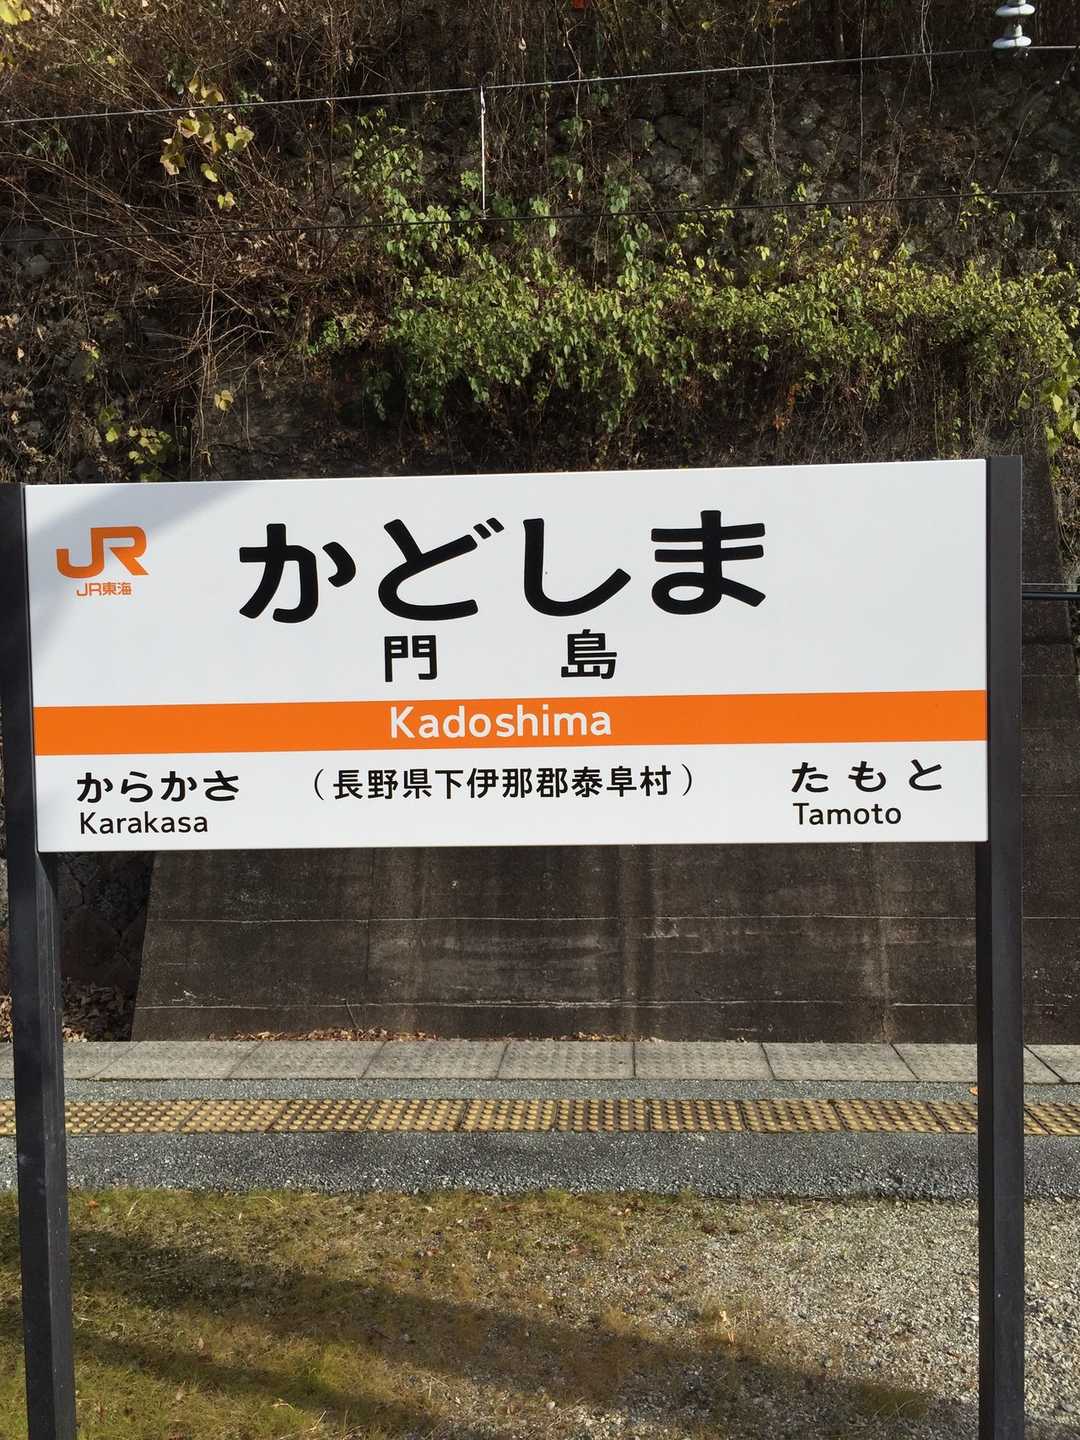 JR
JR東海
かどしま
門島
Kadoshima
からかさ
Karakasa
（長野県下伊那郡泰阜村）
たもと
Tamoto